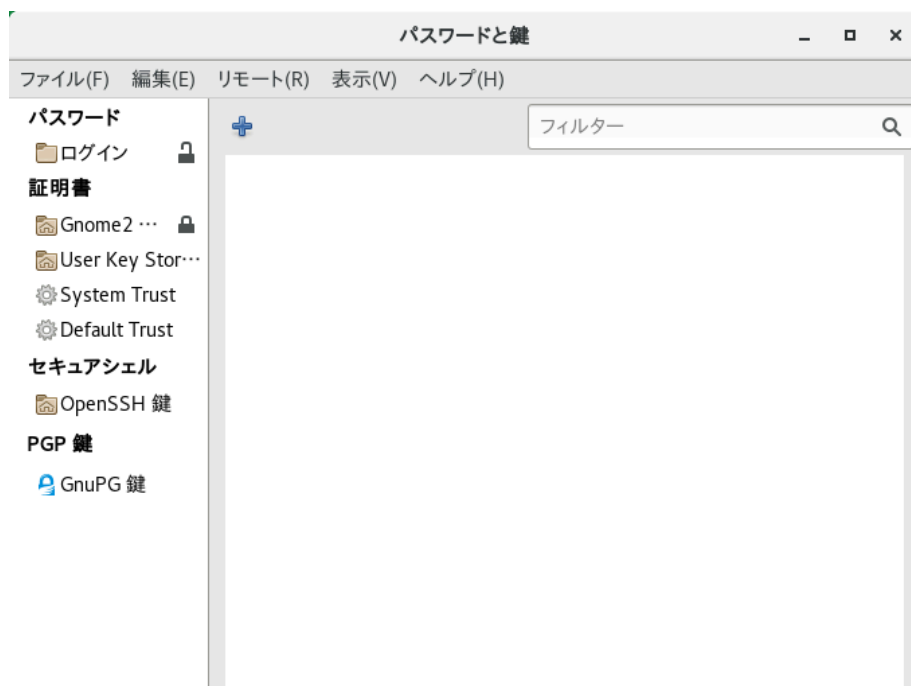 パスワードと鍵
ファイル(F) 編集(E) リモート(R) 表示(V) ヘルプ(H)
パスワード
ログイン
証明書
Gnome2 …
User Key Stor…
System Trust
Default Trust
セキュアシェル
OpenSSH 鍵
PGP 鍵
GnuPG 鍵
フィルター